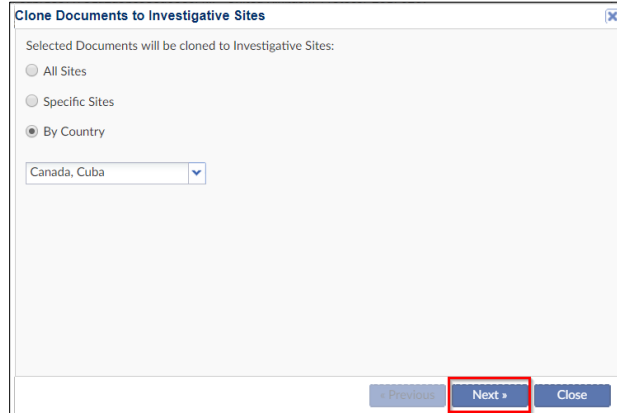 Clone Documents to Investigative Sites
Selected Documents will be cloned to Investigative Sites:
All Sites
Specific Sites
By Country
Canada, Cuba
« Previous Next » Close